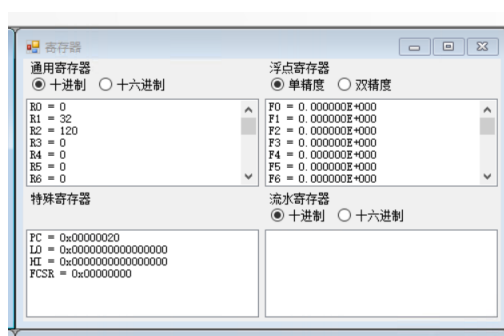 寄存器
通用寄存器
十进制 十六进制
R0 = 0
R1 = 32
R2 = 120
R3 = 0
R4 = 0
R5 = 0
R6 = 0
浮点寄存器
单精度 双精度
F0 = 0.000000E+000
F1 = 0.000000E+000
F2 = 0.000000E+000
F3 = 0.000000E+000
F4 = 0.000000E+000
F5 = 0.000000E+000
F6 = 0.000000E+000
特殊寄存器
PC = 0x00000020
LO = 0x0000000000000000
HI = 0x0000000000000000
FCSR = 0x00000000
流水寄存器
十进制 十六进制